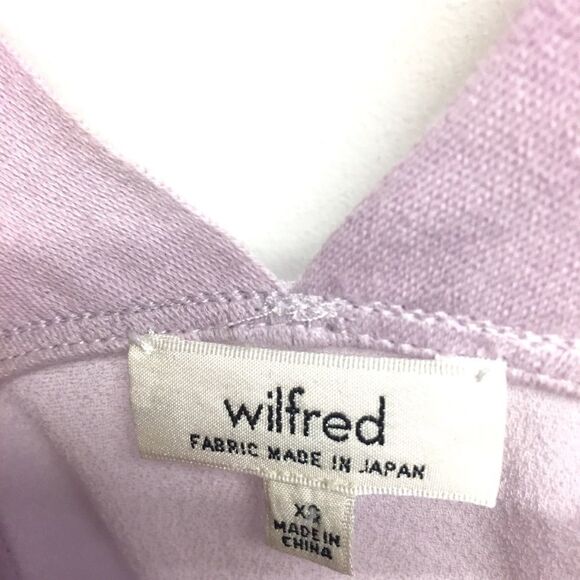 wilfred
FABRIC MADE IN JAPAN
XS
MADE IN
CHINA